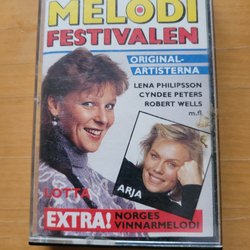 MELODI
FESTIVALEN
ORIGINAL-
ARTISTERNA
LENA PHILIPSSON
CYNDEE PETERS
ROBERT WELLS
m.fl.
LOTTA
ARJA
EXTRA! NORGES
VINNARMELODI